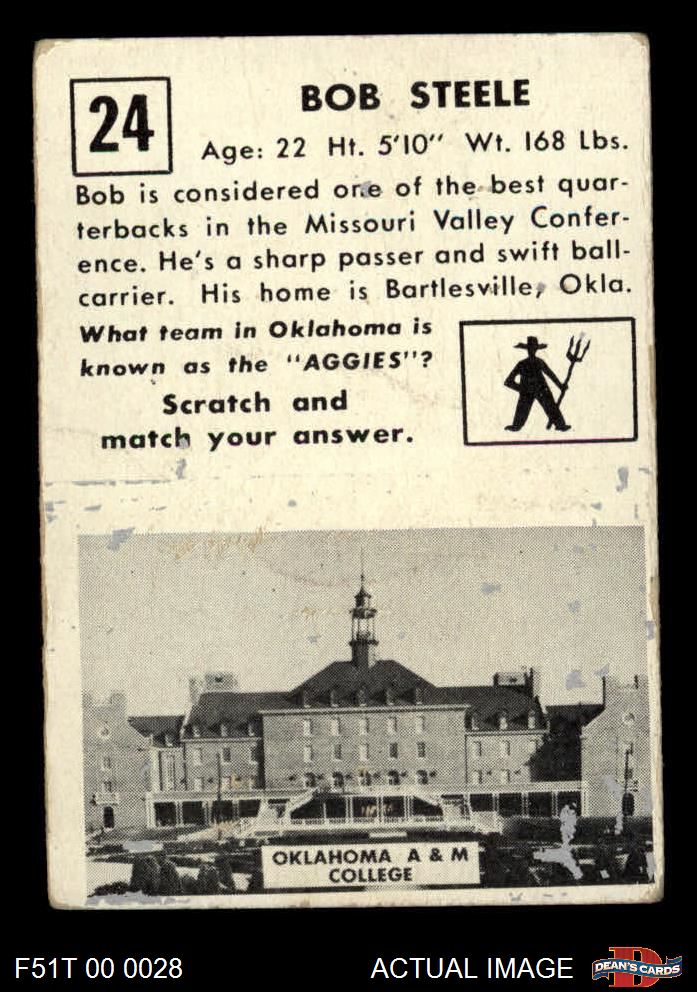 24
BOB STEELE
Age: 22 Ht. 5'10" Wt. 168 Lbs.
Bob is considered one of the best quar-
terbacks in the Missouri Valley Confer-
ence. He's a sharp passer and swift ball-
carrier. His home is Bartlesville, Okla.
What team in Oklahoma is
known as the "AGGIES"?
Scratch and
match your answer.
OKLAHOMA A & M
COLLEGE
F51T 00 0028
ACTUAL IMAGE
D
DEAN'S CARDS